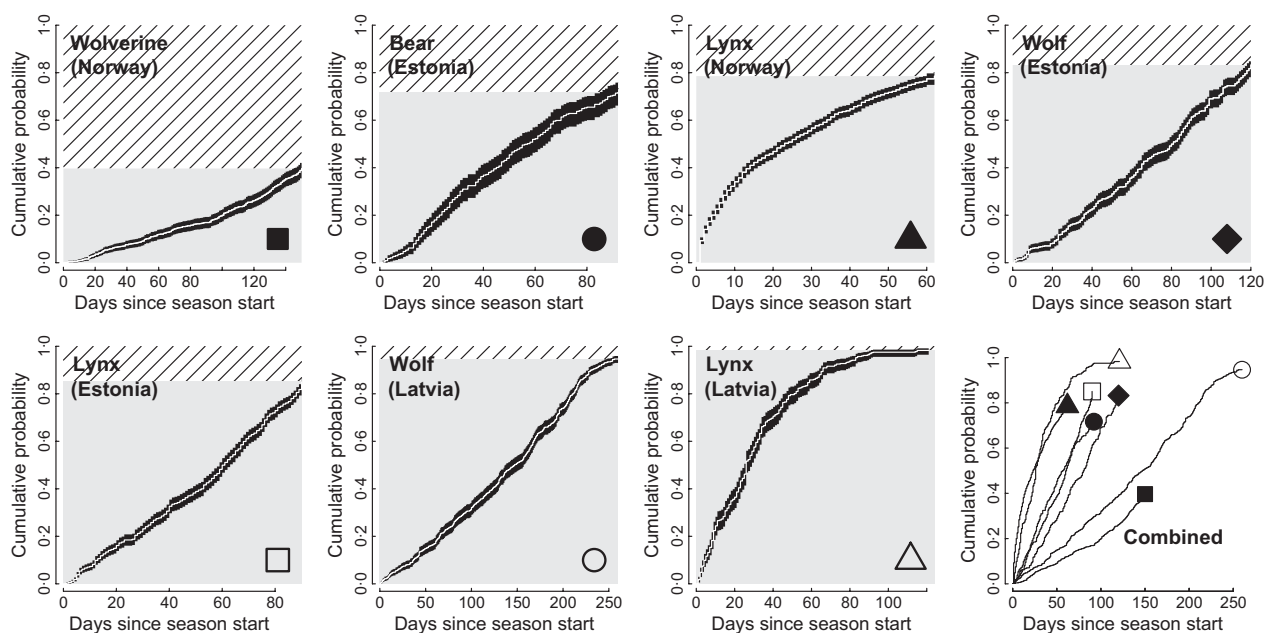 Wolverine
(Norway)
Cumulative probability
0·0 0·2 0·4 0·6 0·8 1·0
0 20 40 60 80 120
Days since season start
Bear
(Estonia)
Cumulative probability
0·0 0·2 0·4 0·6 0·8 1·0
0 20 40 60 80
Days since season start
Lynx
(Norway)
Cumulative probability
0·0 0·2 0·4 0·6 0·8 1·0
0 10 20 30 40 50 60
Days since season start
Wolf
(Estonia)
Cumulative probability
0·0 0·2 0·4 0·6 0·8 1·0
0 20 40 60 80 100 120
Days since season start
Lynx
(Estonia)
Cumulative probability
0·0 0·2 0·4 0·6 0·8 1·0
0 20 40 60 80
Days since season start
Wolf
(Latvia)
Cumulative probability
0·0 0·2 0·4 0·6 0·8 1·0
0 50 100 150 200 250
Days since season start
Lynx
(Latvia)
Cumulative probability
0·0 0·2 0·4 0·6 0·8 1·0
0 20 40 60 80 100
Days since season start
Combined
Cumulative probability
0·0 0·2 0·4 0·6 0·8 1·0
0 50 100 150 200 250
Days since season start